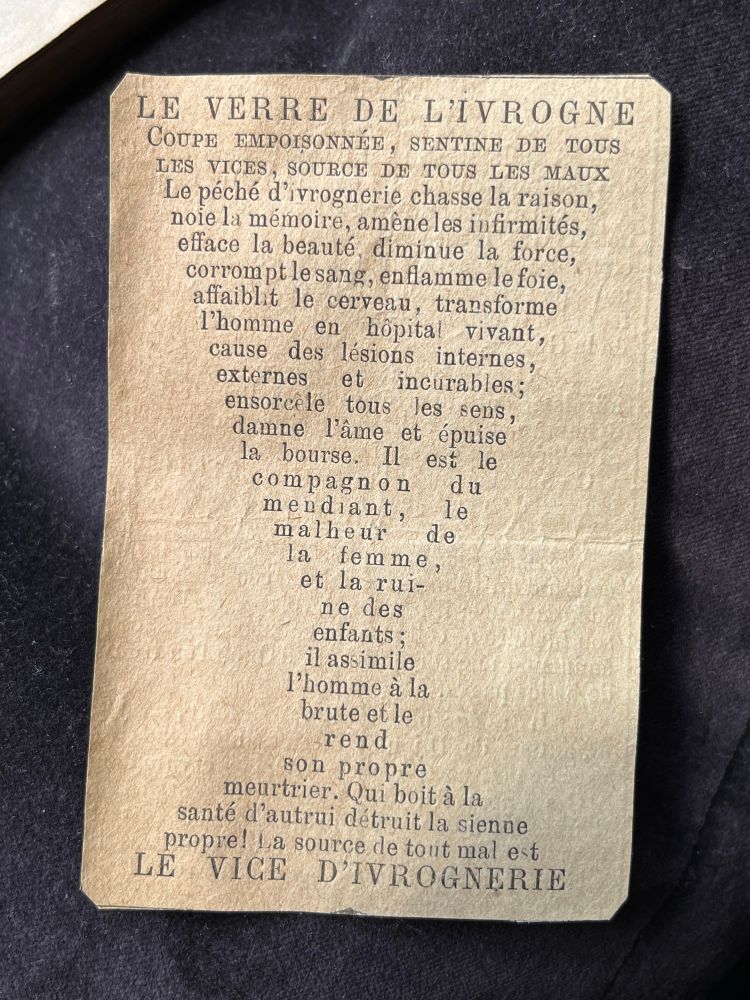 LE VERRE DE L'IVROGNE
COUPE EMPOISONNÉE, SENTINE DE TOUS
LES VICES, SOURCE DE TOUS LES MAUX
Le péché d'ivrognerie chasse la raison,
noie la mémoire, amène les infirmités,
efface la beauté, diminue la force,
corrompt le sang, enflamme le foie,
affaiblit le cerveau, transforme
l'homme en hôpital vivant,
cause des lésions internes,
externes et incurables;
ensorcèle tous les sens,
damne l'âme et épuise
la bourse. Il est le
compagnon du
mendiant, le
malheur de
la femme,
et la rui-
ne des
enfants;
il assimile
l'homme à la
brute et le
rend
son propre
meurtrier. Qui boit à la
santé d'autrui détruit la sienne
propre! La source de tout mal est
LE VICE D'IVROGNERIE